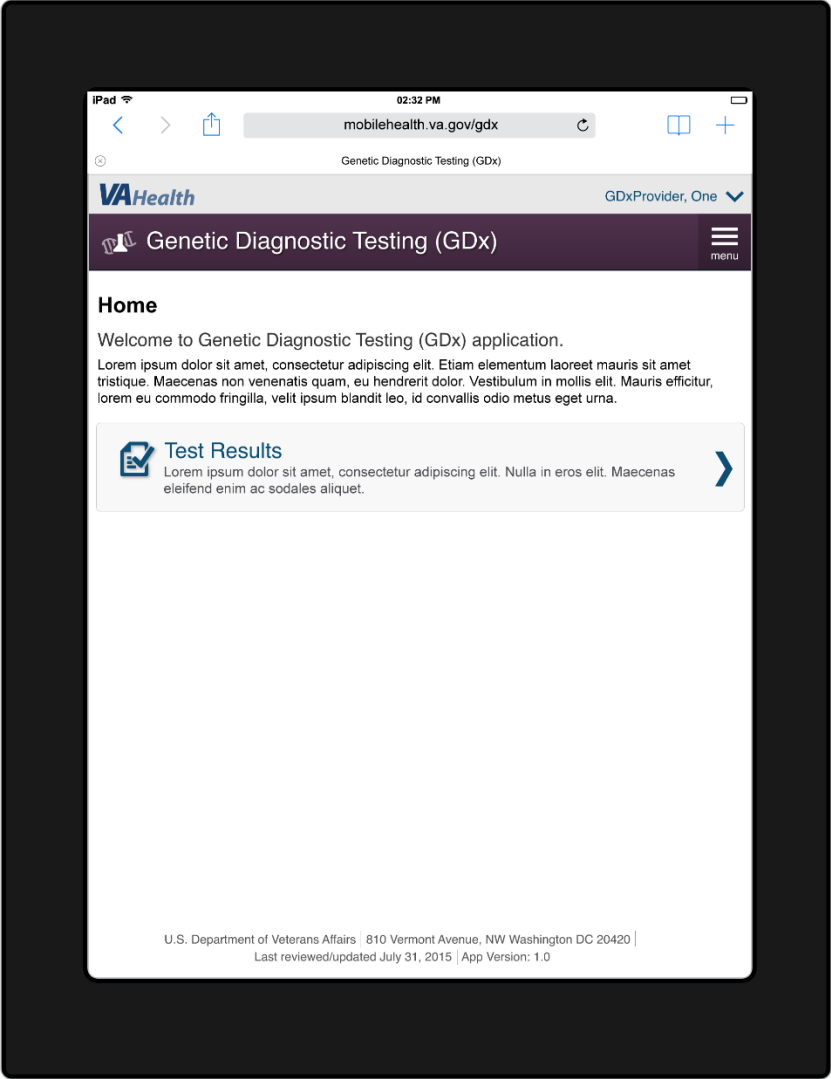 iPad 02:32 PM
mobilehealth.va.gov/gdx
Genetic Diagnostic Testing (GDx)
VA Health GDxProvider, One
Genetic Diagnostic Testing (GDx)
menu
Home
Welcome to Genetic Diagnostic Testing (GDx) application.
Lorem ipsum dolor sit amet, consectetur adipiscing elit. Etiam elementum laoreet mauris sit amet
tristique. Maecenas non venenatis quam, eu hendrerit dolor. Vestibulum in mollis elit. Mauris efficitur,
lorem eu commodo fringilla, velit ipsum blandit leo, id convallis odio metus eget urna.
Test Results
Lorem ipsum dolor sit amet, consectetur adipiscing elit. Nulla in eros elit. Maecenas
eleifend enim ac sodales aliquet.
U.S. Department of Veterans Affairs | 810 Vermont Avenue, NW Washington DC 20420 |
Last reviewed/updated July 31, 2015 | App Version: 1.0